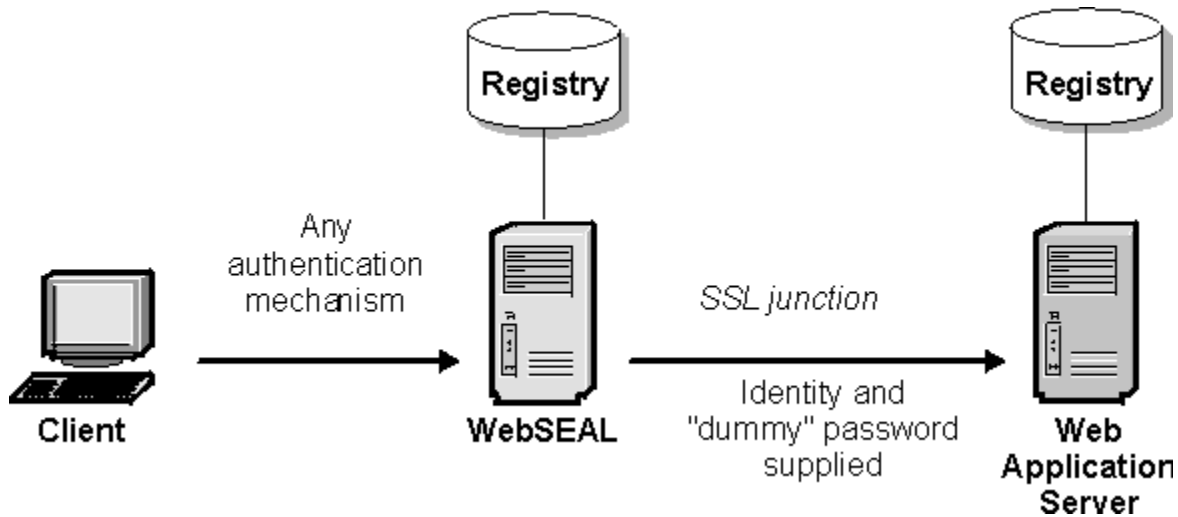 Registry
Registry
Any
authentication
mechanism
SSL junction
Identity and
"dummy" password
supplied
Client
WebSEAL
Web
Application
Server